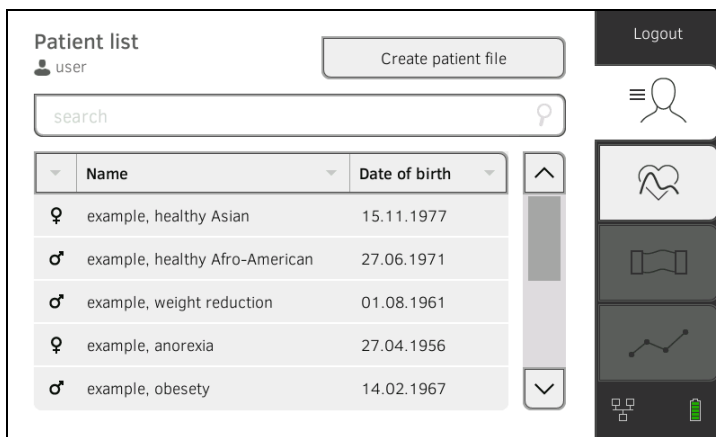 Patient list
user
Create patient file
Logout
search
Name Date of birth
♀ example, healthy Asian 15.11.1977
♂ example, healthy Afro-American 27.06.1971
♂ example, weight reduction 01.08.1961
♀ example, anorexia 27.04.1956
♂ example, obesety 14.02.1967